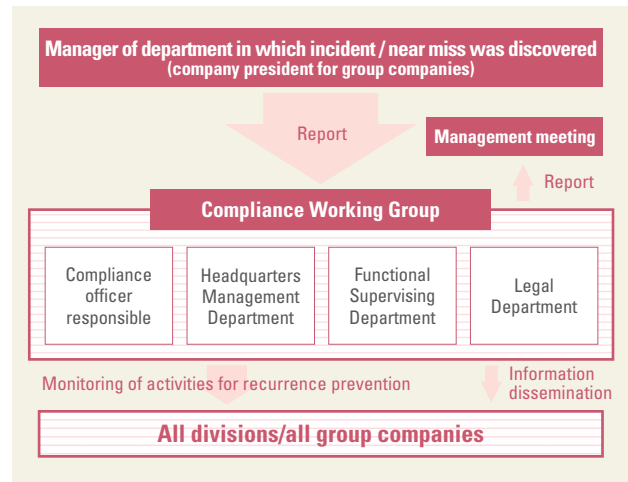 Manager of department in which incident / near miss was discovered
(company president for group companies)
Report
Management meeting
Report
Compliance Working Group
Compliance
officer
responsible
Headquarters
Management
Department
Functional
Supervising
Department
Legal
Department
Monitoring of activities for recurrence prevention
Information
dissemination
All divisions/all group companies